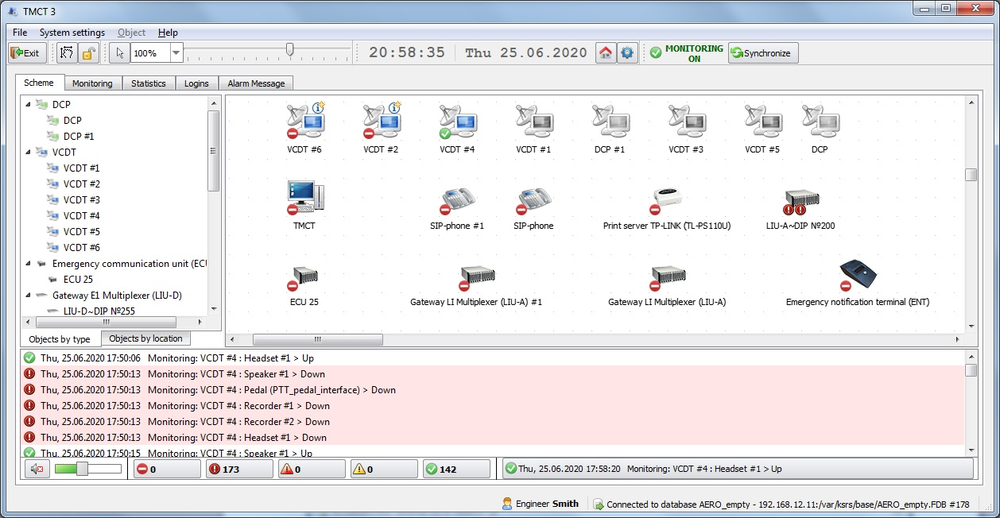 TMCT 3
File System settings Object Help
Exit 100% 20:58:35 Thu 25.06.2020 MONITORING ON Synchronize
Scheme Monitoring Statistics Logins Alarm Message
DCP
DCP
DCP #1
VCDT
VCDT #1
VCDT #2
VCDT #3
VCDT #4
VCDT #5
VCDT #6
Emergency communication unit (ECU
ECU 25
Gateway E1 Multiplexer (LIU-D)
LIU-D~DIP №255
Objects by type Objects by location
VCDT #6 VCDT #2 VCDT #4 VCDT #1 DCP #1 VCDT #3 VCDT #5 DCP
TMCT SIP-phone #1 SIP-phone Print server TP-LINK (TL-PS110U) LIU-A~DIP №200
ECU 25 Gateway LI Multiplexer (LIU-A) #1 Gateway LI Multiplexer (LIU-A) Emergency notification terminal (ENT)
Thu, 25.06.2020 17:50:06 Monitoring: VCDT #4 : Headset #1 > Up
Thu, 25.06.2020 17:50:13 Monitoring: VCDT #4 : Speaker #1 > Down
Thu, 25.06.2020 17:50:13 Monitoring: VCDT #4 : Pedal (PTT_pedal_interface) > Down
Thu, 25.06.2020 17:50:13 Monitoring: VCDT #4 : Recorder #1 > Down
Thu, 25.06.2020 17:50:13 Monitoring: VCDT #4 : Recorder #2 > Down
Thu, 25.06.2020 17:50:13 Monitoring: VCDT #4 : Headset #1 > Down
Thu, 25.06.2020 17:50:15 Monitoring: VCDT #4 : Speaker #1 > Up
0 173 0 0 142 Thu, 25.06.2020 17:58:20 Monitoring: VCDT #4 : Headset #1 > Up
Engineer Smith Connected to database AERO_empty - 192.168.12.11:/var/ksrs/base/AERO_empty.FDB #178